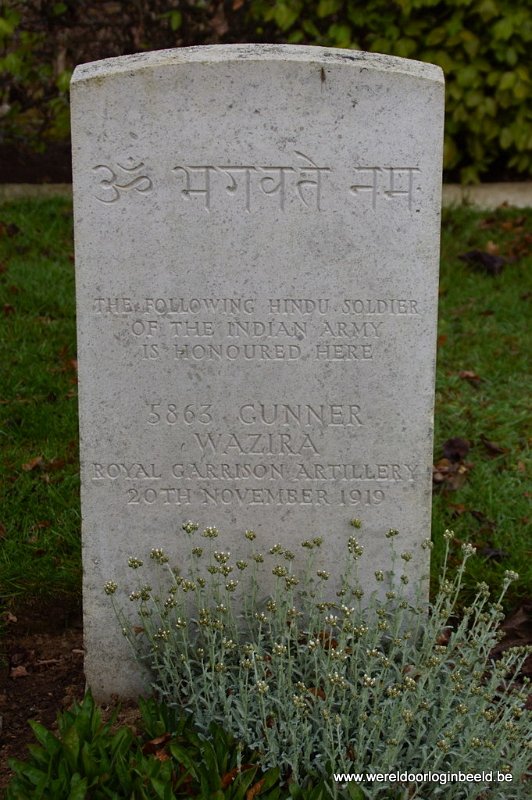 ॐ भगवते नम
THE FOLLOWING HINDU SOLDIER
OF THE INDIAN ARMY
IS HONOURED HERE
5863 GUNNER
WAZIRA
ROYAL GARRISON ARTILLERY
20TH NOVEMBER 1919
www.wereldoorloginbeeld.be